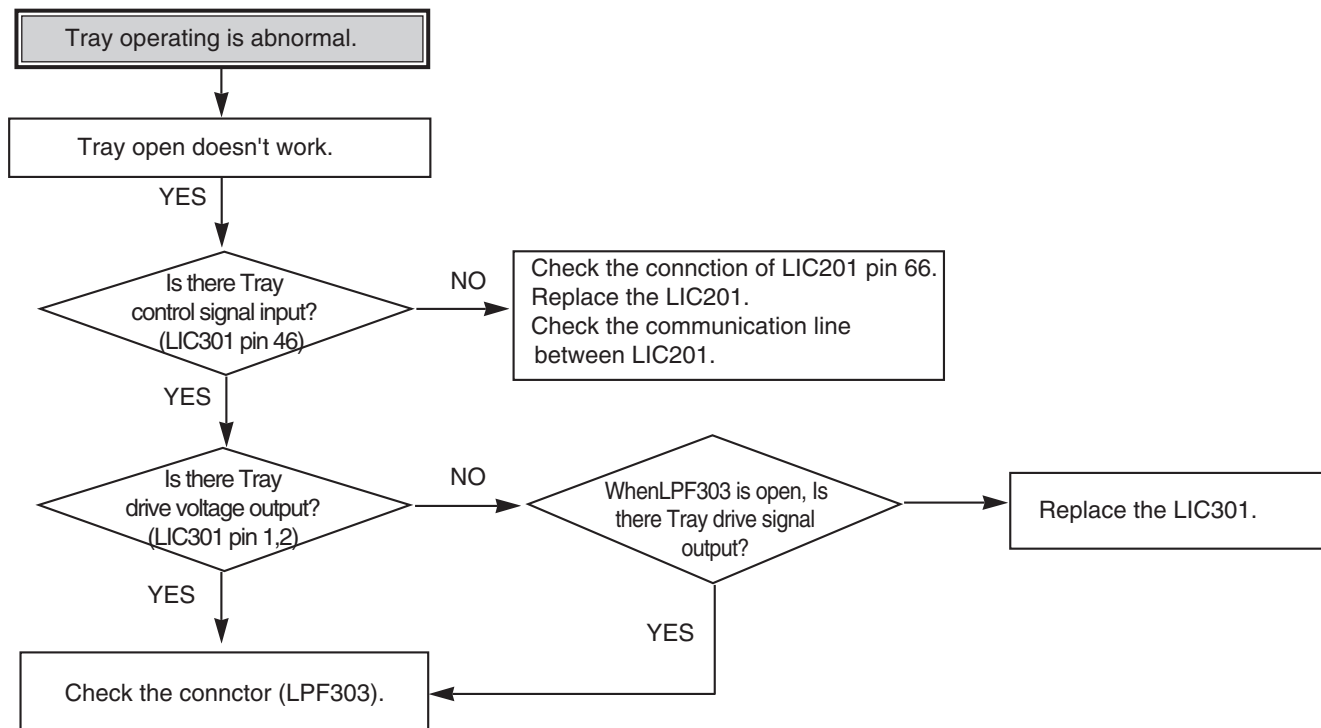 Tray operating is abnormal.
Tray open doesn't work.
YES
Is there Tray
control signal input?
(LIC301 pin 46)
NO
Check the connction of LIC201 pin 66.
Replace the LIC201.
Check the communication line
between LIC201.
YES
Is there Tray
drive voltage output?
(LIC301 pin 1,2)
NO
WhenLPF303 is open, Is
there Tray drive signal
output?
Replace the LIC301.
YES
YES
Check the connctor (LPF303).